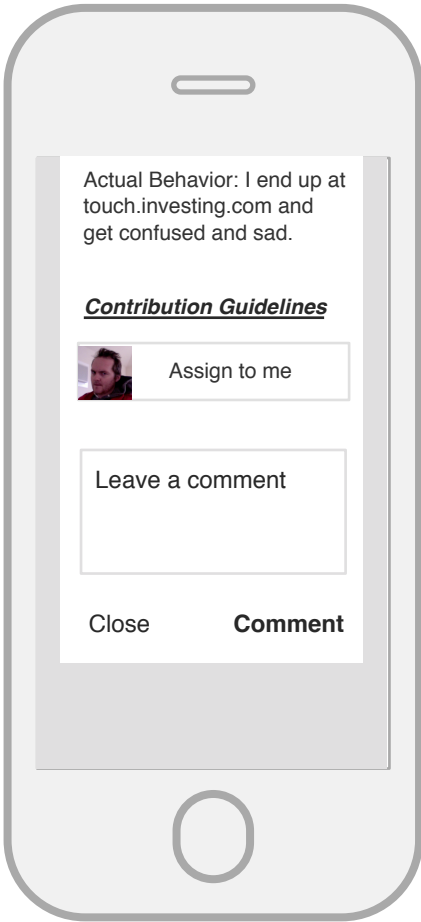 Actual Behavior: I end up at
touch.investing.com and
get confused and sad.
Contribution Guidelines
Assign to me
Leave a comment
Close Comment